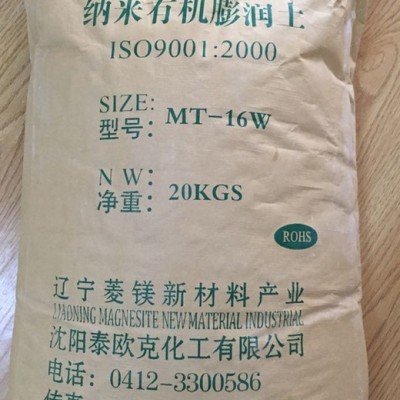 纳米有机膨润土
ISO9001:2000
SIZE:
型号: MT-16W
N W:
净重: 20KGS
ROHS
辽宁菱镁新材料产业
LIAONING MAGNESITE NEW MATERIAL INDUSTRIAL
沈阳泰欧克化工有限公司
电话: 0412-3300586
传真